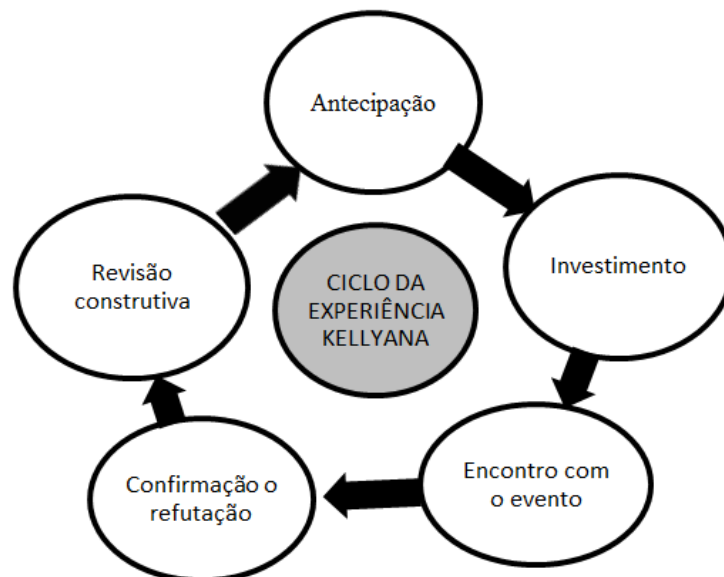 Antecipação
Investimento
Encontro com
o evento
Confirmação o
refutação
Revisão
construtiva
CICLO DA
EXPERIÊNCIA
KELLYANA